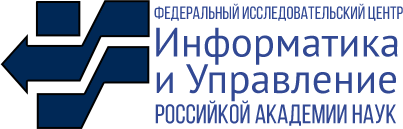 ФЕДЕРАЛЬНЫЙ ИССЛЕДОВАТЕЛЬСКИЙ ЦЕНТР
Информатика
и Управление
РОССИЙКОЙ АКАДЕМИИ НАУК